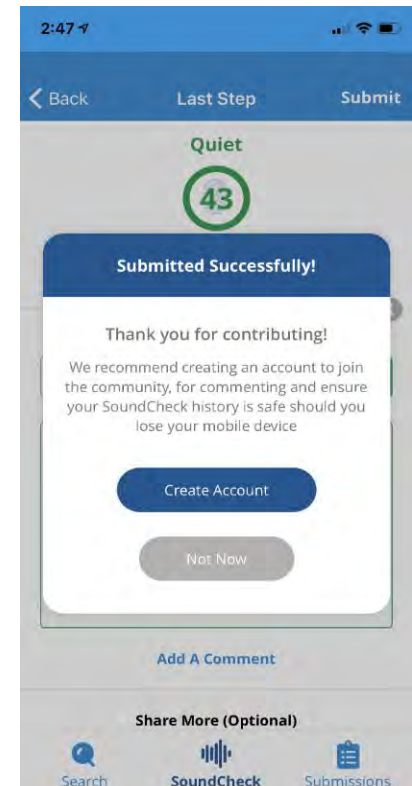 2:47
Back Last Step Submit
Quiet
43
Submitted Successfully!
Thank you for contributing!
We recommend creating an account to join
the community, for commenting and ensure
your SoundCheck history is safe should you
lose your mobile device
Create Account
Not Now
Add A Comment
Share More (Optional)
Search SoundCheck Submissions